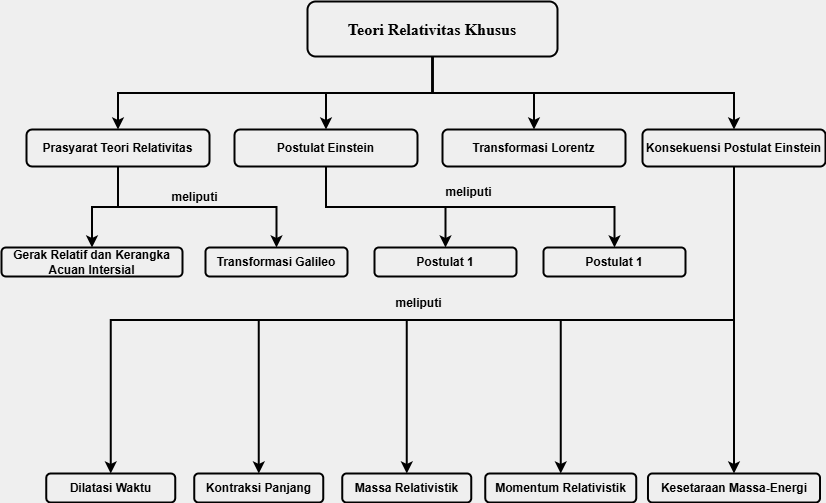 Teori Relativitas Khusus
Prasyarat Teori Relativitas
Postulat Einstein
Transformasi Lorentz
Konsekuensi Postulat Einstein
meliputi
meliputi
Gerak Relatif dan Kerangka
Acuan Intersial
Transformasi Galileo
Postulat 1
Postulat 1
meliputi
Dilatasi Waktu
Kontraksi Panjang
Massa Relativistik
Momentum Relativistik
Kesetaraan Massa-Energi